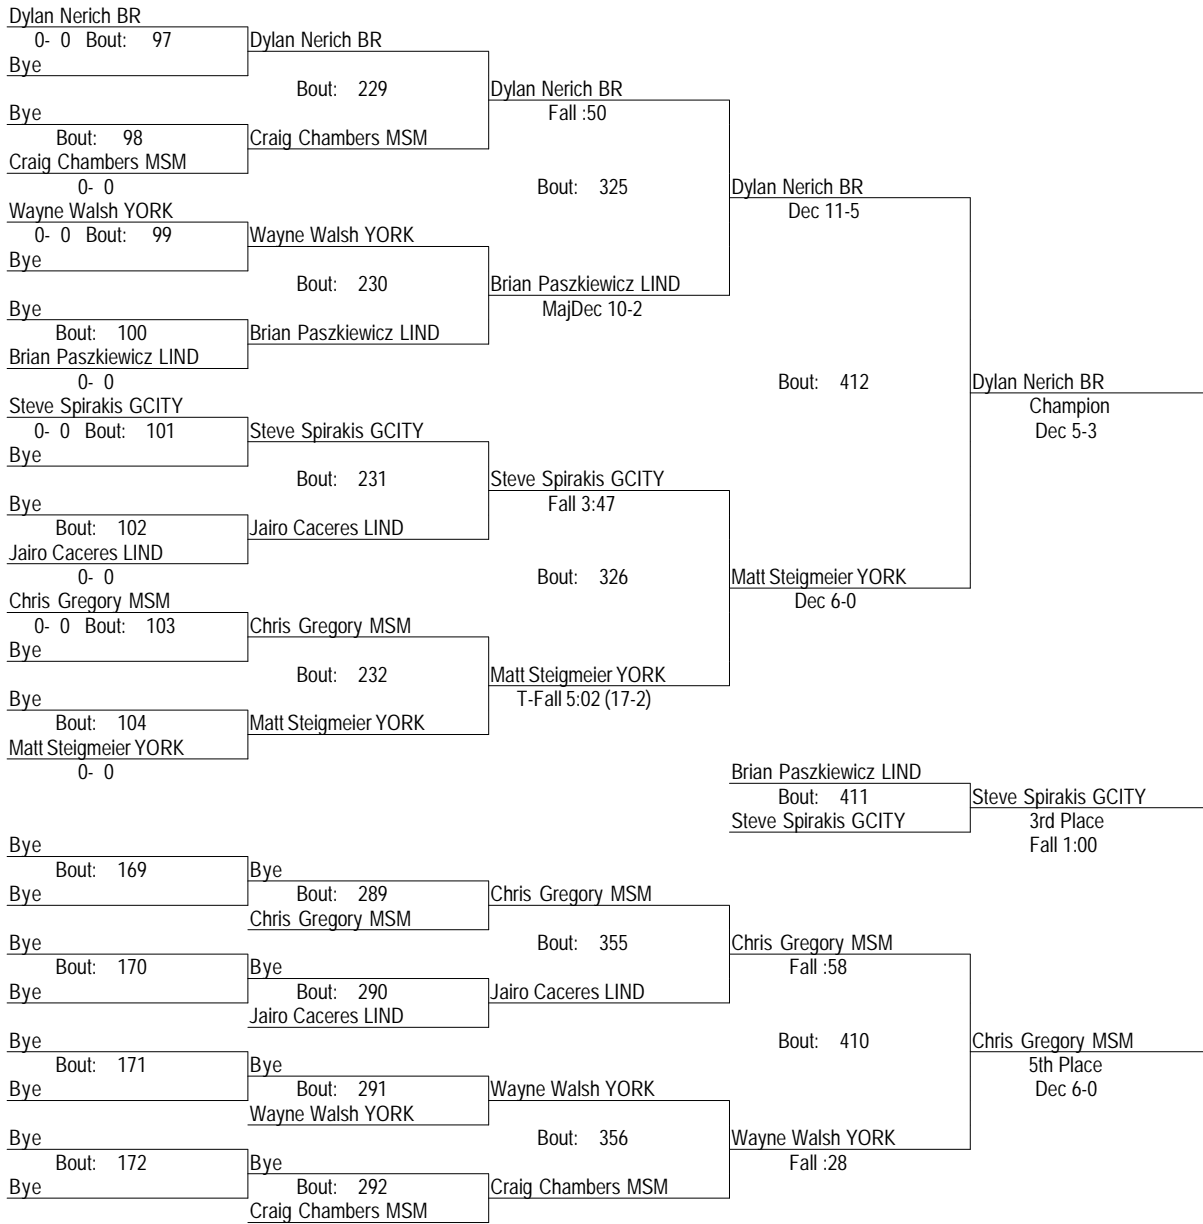 Dylan Nerich BR
0- 0 Bout: 97
Dylan Nerich BR
Bye
Bout: 229
Dylan Nerich BR
Bye
Fall :50
Bout: 98
Craig Chambers MSM
Craig Chambers MSM
0- 0
Bout: 325
Dylan Nerich BR
Wayne Walsh YORK
Dec 11-5
0- 0 Bout: 99
Wayne Walsh YORK
Bye
Bout: 230
Brian Paszkiewicz LIND
Bye
MajDec 10-2
Bout: 100
Brian Paszkiewicz LIND
Brian Paszkiewicz LIND
0- 0
Bout: 412
Dylan Nerich BR
Steve Spirakis GCITY
Champion
0- 0 Bout: 101
Steve Spirakis GCITY
Dec 5-3
Bye
Bout: 231
Steve Spirakis GCITY
Bye
Fall 3:47
Bout: 102
Jairo Caceres LIND
Jairo Caceres LIND
0- 0
Bout: 326
Matt Steigmeier YORK
Chris Gregory MSM
Dec 6-0
0- 0 Bout: 103
Chris Gregory MSM
Bye
Bout: 232
Matt Steigmeier YORK
Bye
T-Fall 5:02 (17-2)
Bout: 104
Matt Steigmeier YORK
Matt Steigmeier YORK
0- 0
Brian Paszkiewicz LIND
Bout: 411
Steve Spirakis GCITY
Steve Spirakis GCITY
3rd Place
Fall 1:00
Bye
Bout: 169
Bye
Bye
Bout: 289
Chris Gregory MSM
Chris Gregory MSM
Bye
Bout: 355
Chris Gregory MSM
Bout: 170
Bye
Fall :58
Bye
Bout: 290
Jairo Caceres LIND
Jairo Caceres LIND
Bye
Bout: 410
Chris Gregory MSM
Bout: 171
Bye
5th Place
Bye
Bout: 291
Wayne Walsh YORK
Dec 6-0
Wayne Walsh YORK
Bye
Bout: 356
Wayne Walsh YORK
Bout: 172
Bye
Fall :28
Bye
Bout: 292
Craig Chambers MSM
Craig Chambers MSM